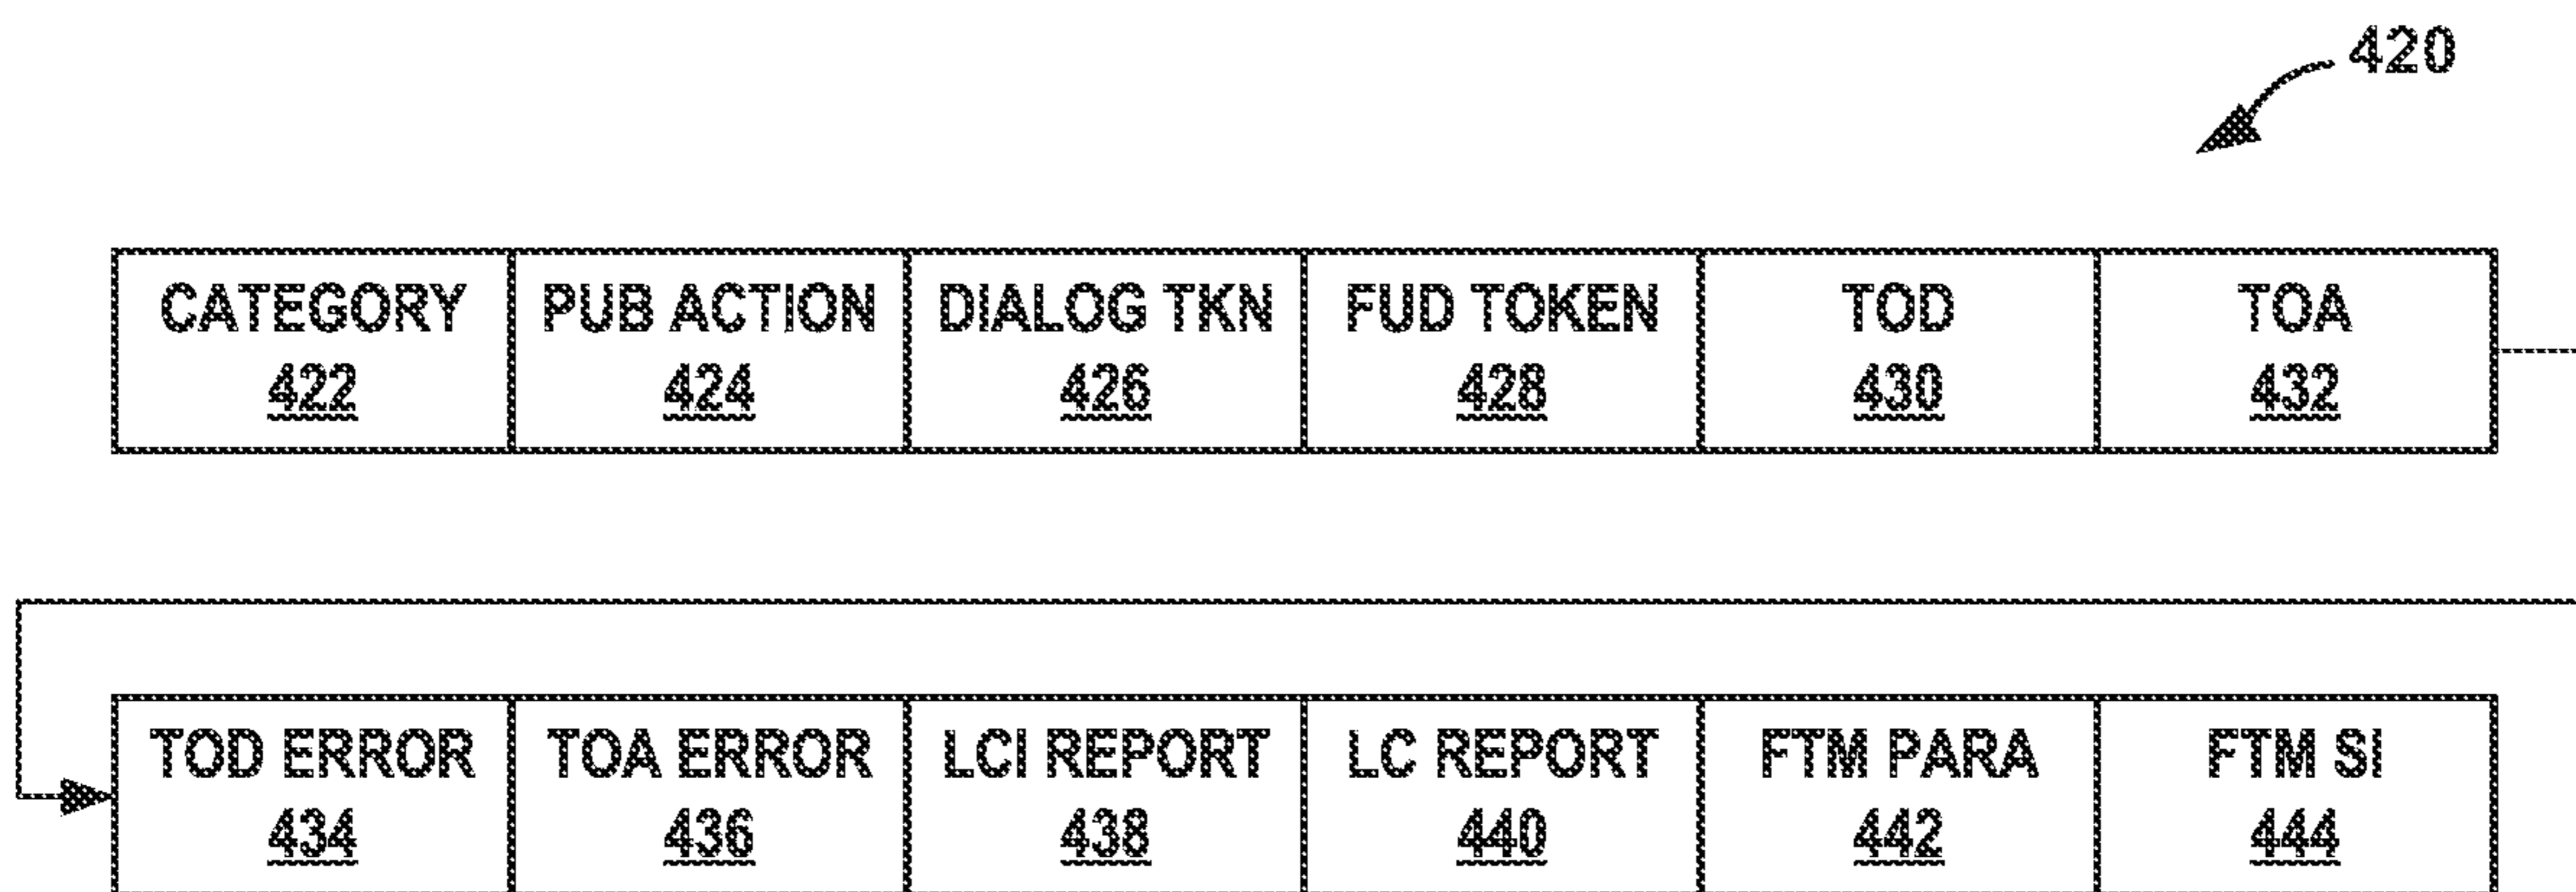 420
CATEGORY PUB ACTION DIALOG TKN FUD TOKEN TOD TOA
422 424 426 428 430 432
TOD ERROR TOA ERROR LCI REPORT LC REPORT FTM PARA FTM SI
434 436 438 440 442 444